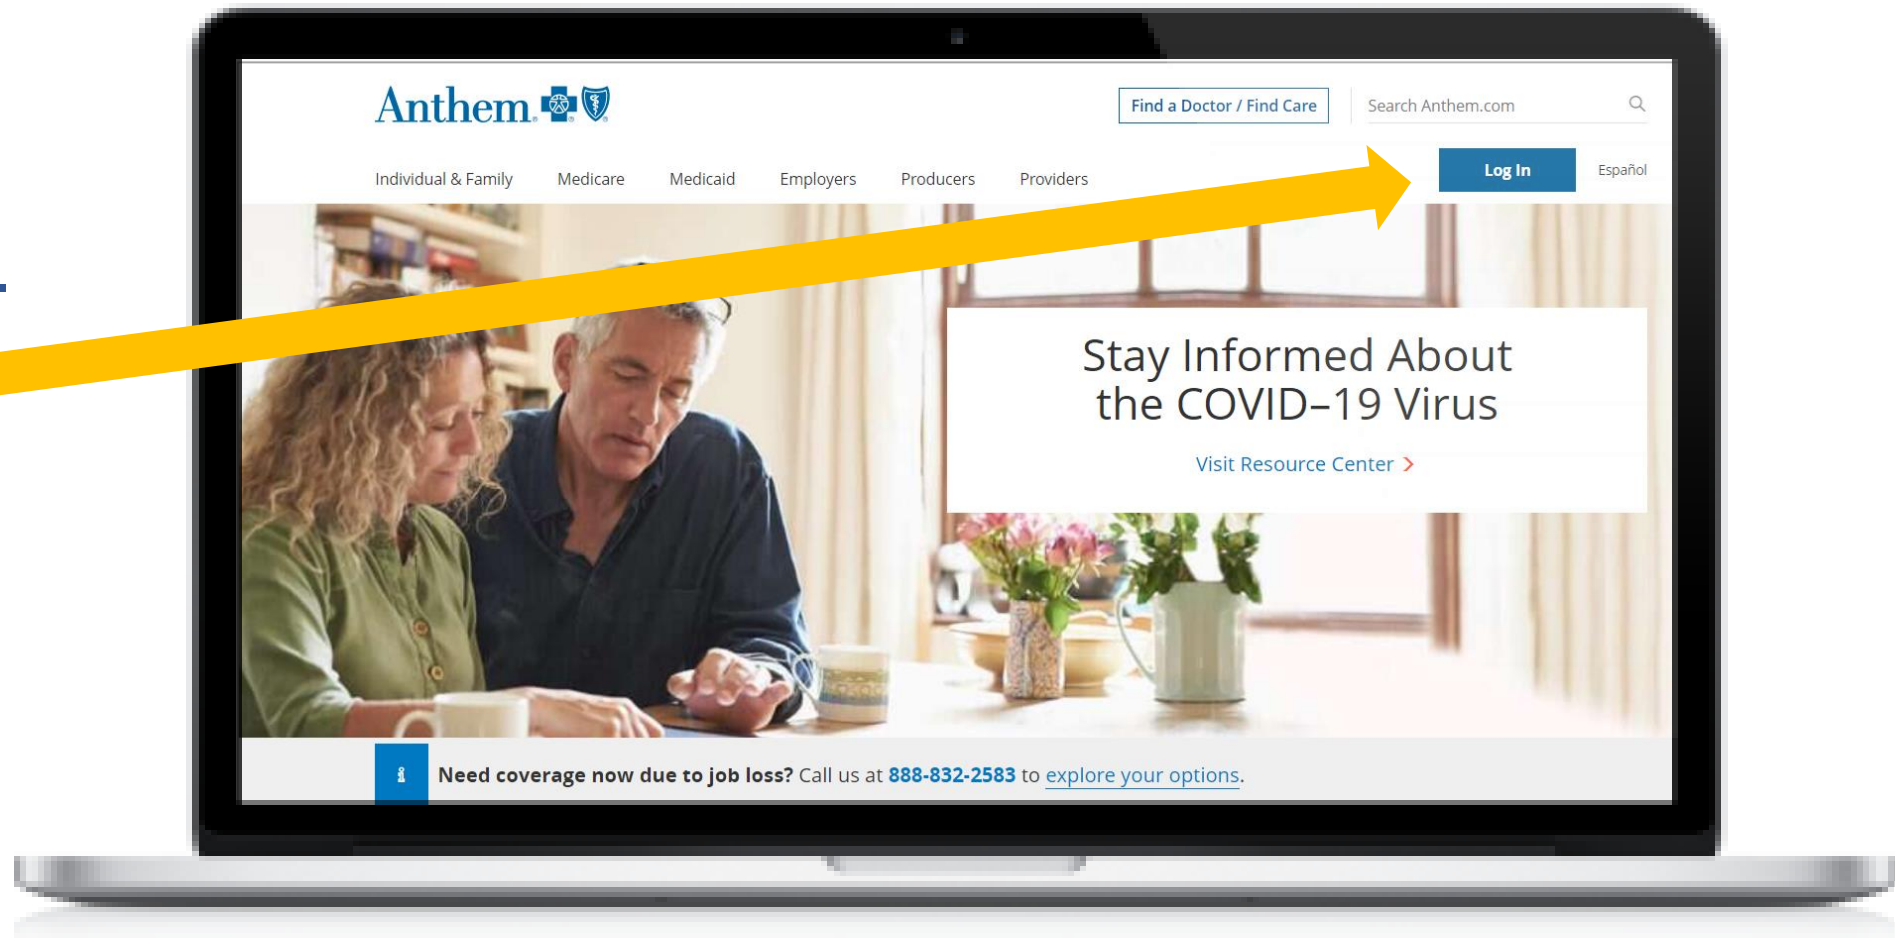 Anthem
Find a Doctor / Find Care
Search Anthem.com
Individual & Family
Medicare
Medicaid
Employers
Producers
Providers
Log In
Español
Stay Informed About
the COVID–19 Virus
Visit Resource Center >
Need coverage now due to job loss? Call us at 888-832-2583 to explore your options.